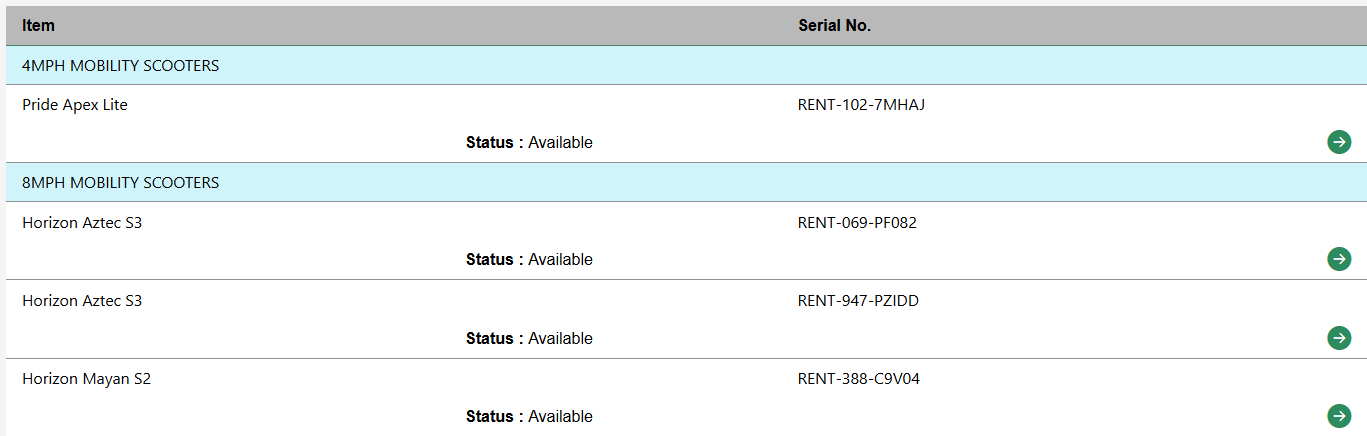 Item Serial No.
4MPH MOBILITY SCOOTERS
Pride Apex Lite RENT-102-7MHAJ
Status : Available
8MPH MOBILITY SCOOTERS
Horizon Aztec S3 RENT-069-PF082
Status : Available
Horizon Aztec S3 RENT-947-PZIDD
Status : Available
Horizon Mayan S2 RENT-388-C9V04
Status : Available